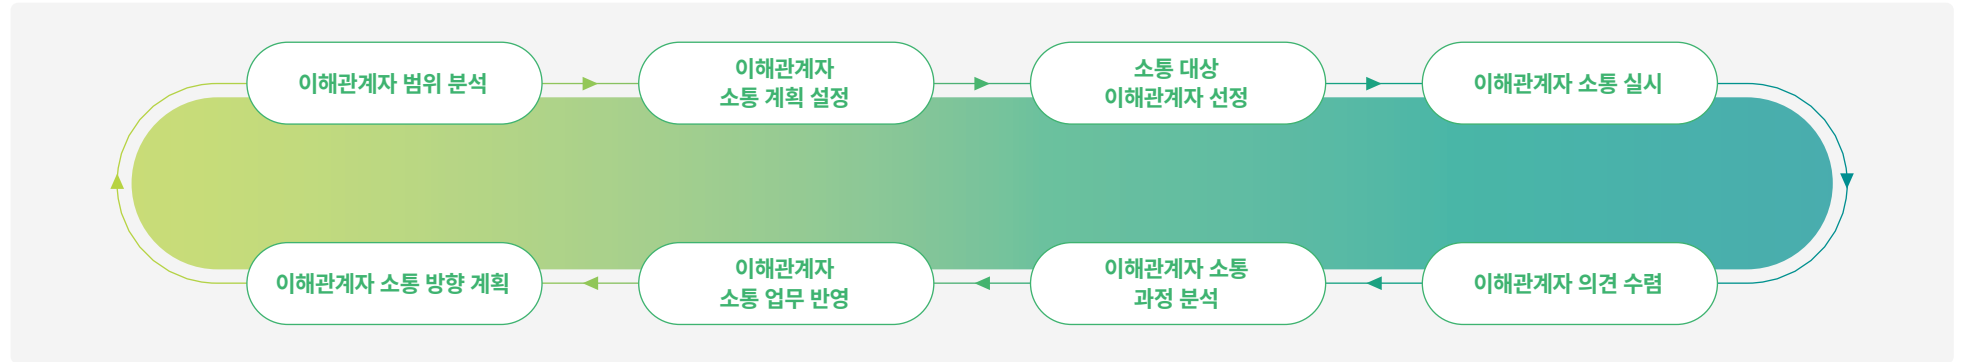 이해관계자 범위 분석
이해관계자
소통 계획 설정
소통 대상
이해관계자 선정
이해관계자 소통 실시
이해관계자 소통 방향 계획
이해관계자
소통 업무 반영
이해관계자 소통
과정 분석
이해관계자 의견 수렴